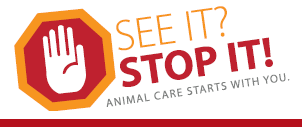 SEE IT?
STOP IT!
ANIMAL CARE STARTS WITH YOU.